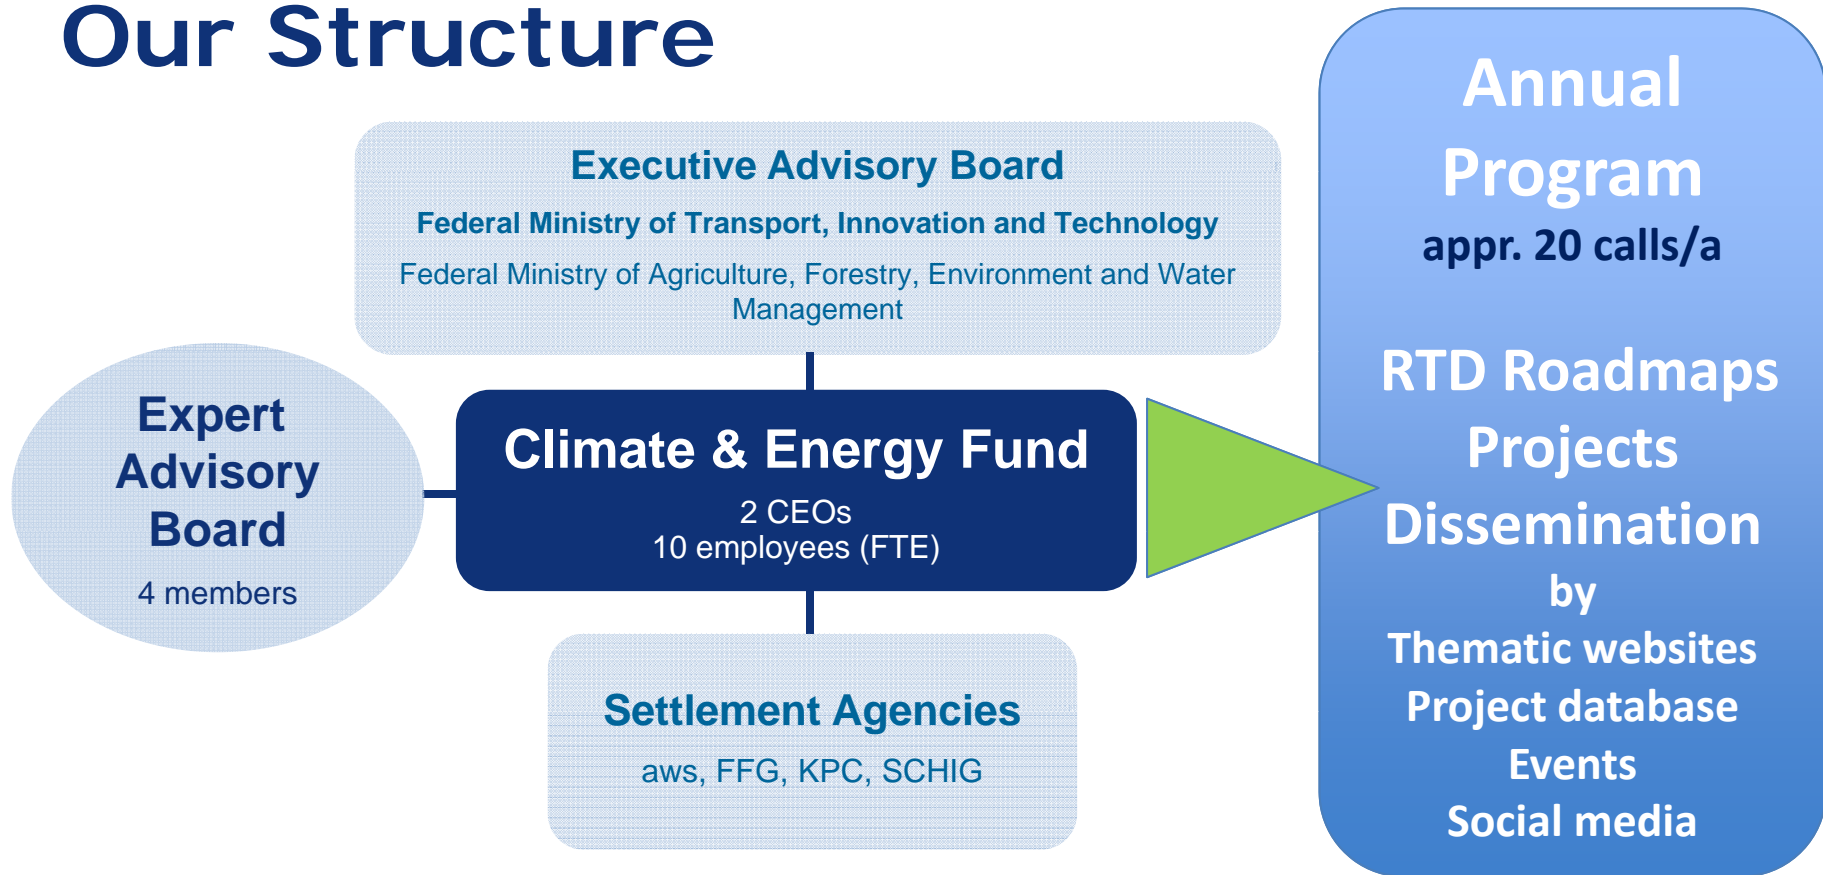 Our Structure
Executive Advisory Board
Federal Ministry of Transport, Innovation and Technology
Federal Ministry of Agriculture, Forestry, Environment and Water
Management
Expert
Advisory
Board
4 members
Climate & Energy Fund
2 CEOs
10 employees (FTE)
Settlement Agencies
aws, FFG, KPC, SCHIG
Annual
Program
appr. 20 calls/a
RTD Roadmaps
Projects
Dissemination
by
Thematic websites
Project database
Events
Social media